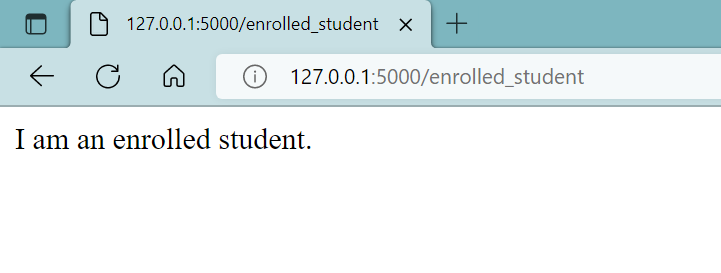 127.0.0.1:5000/enrolled_student
127.0.0.1:5000/enrolled_student
I am an enrolled student.